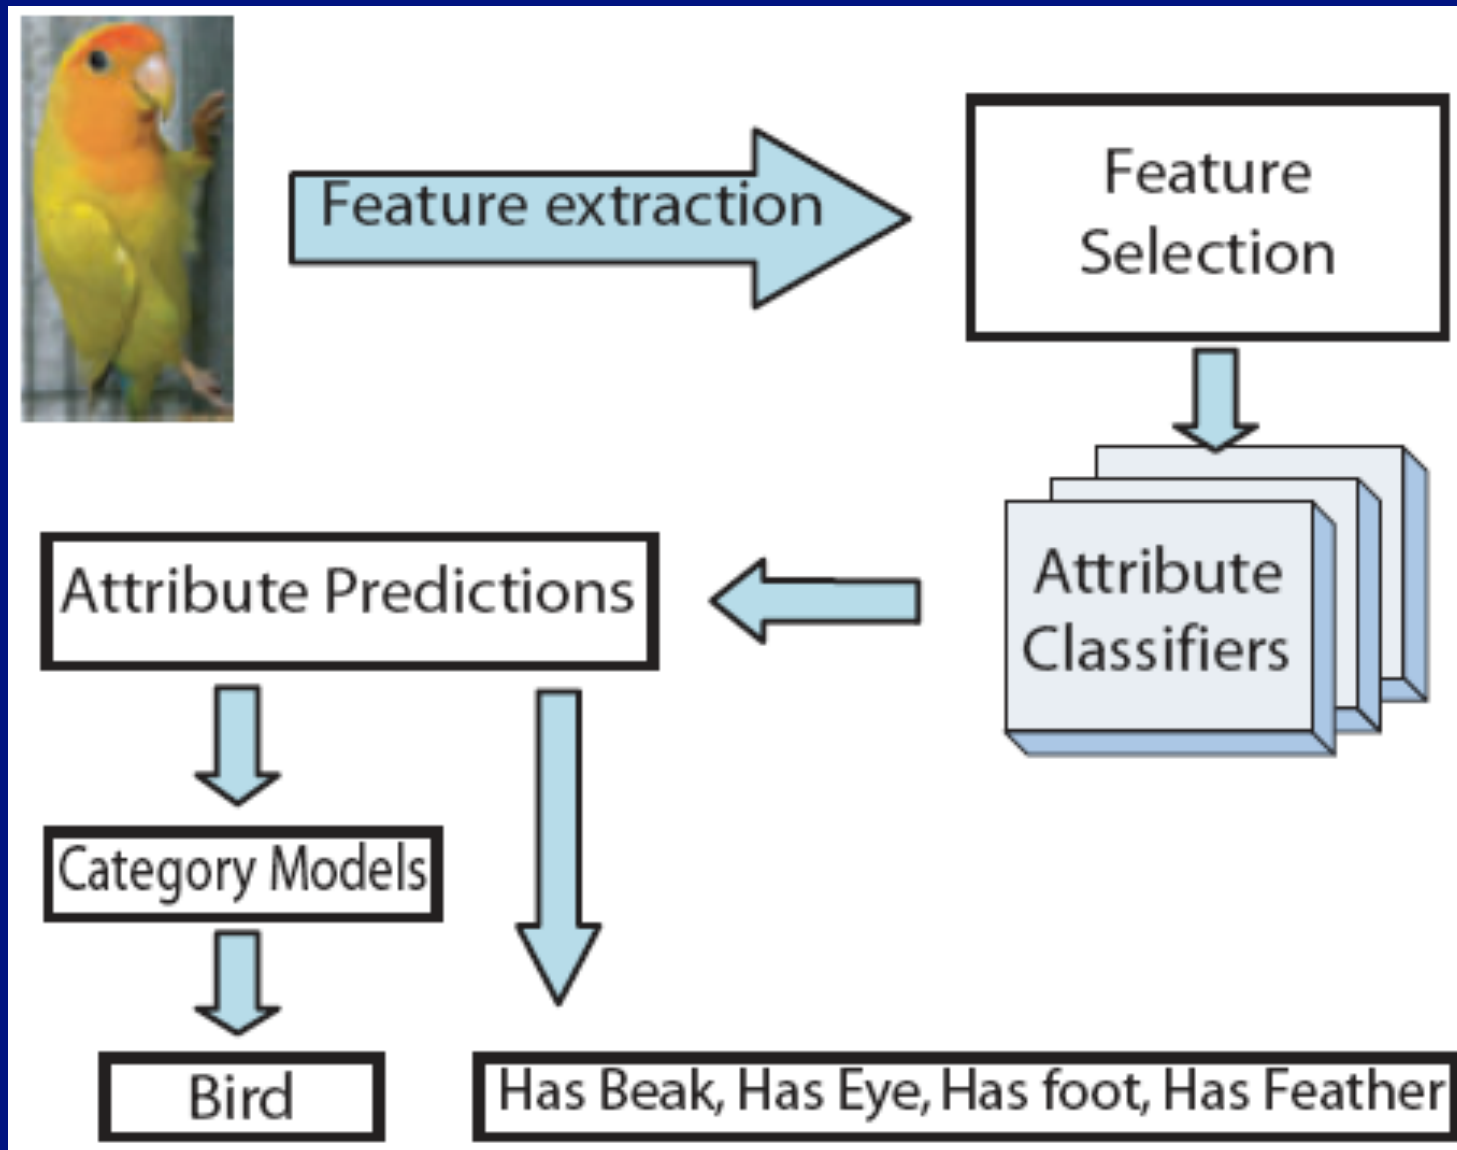 Feature extraction
Feature
Selection
Attribute
Classifiers
Attribute Predictions
Category Models
Bird
Has Beak, Has Eye, Has foot, Has Feather